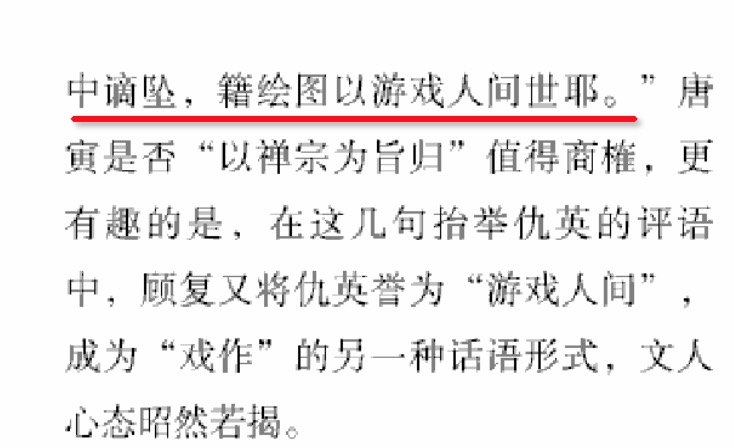 中谪坠，籍绘图以游戏人间世耶。”唐
寅是否“以禅宗为旨归”值得商榷，更
有趣的是，在这几句抬举仇英的评语
中，顾复又将仇英誉为“游戏人间”，
成为“戏作”的另一种话语形式，文人
心态昭然若揭。